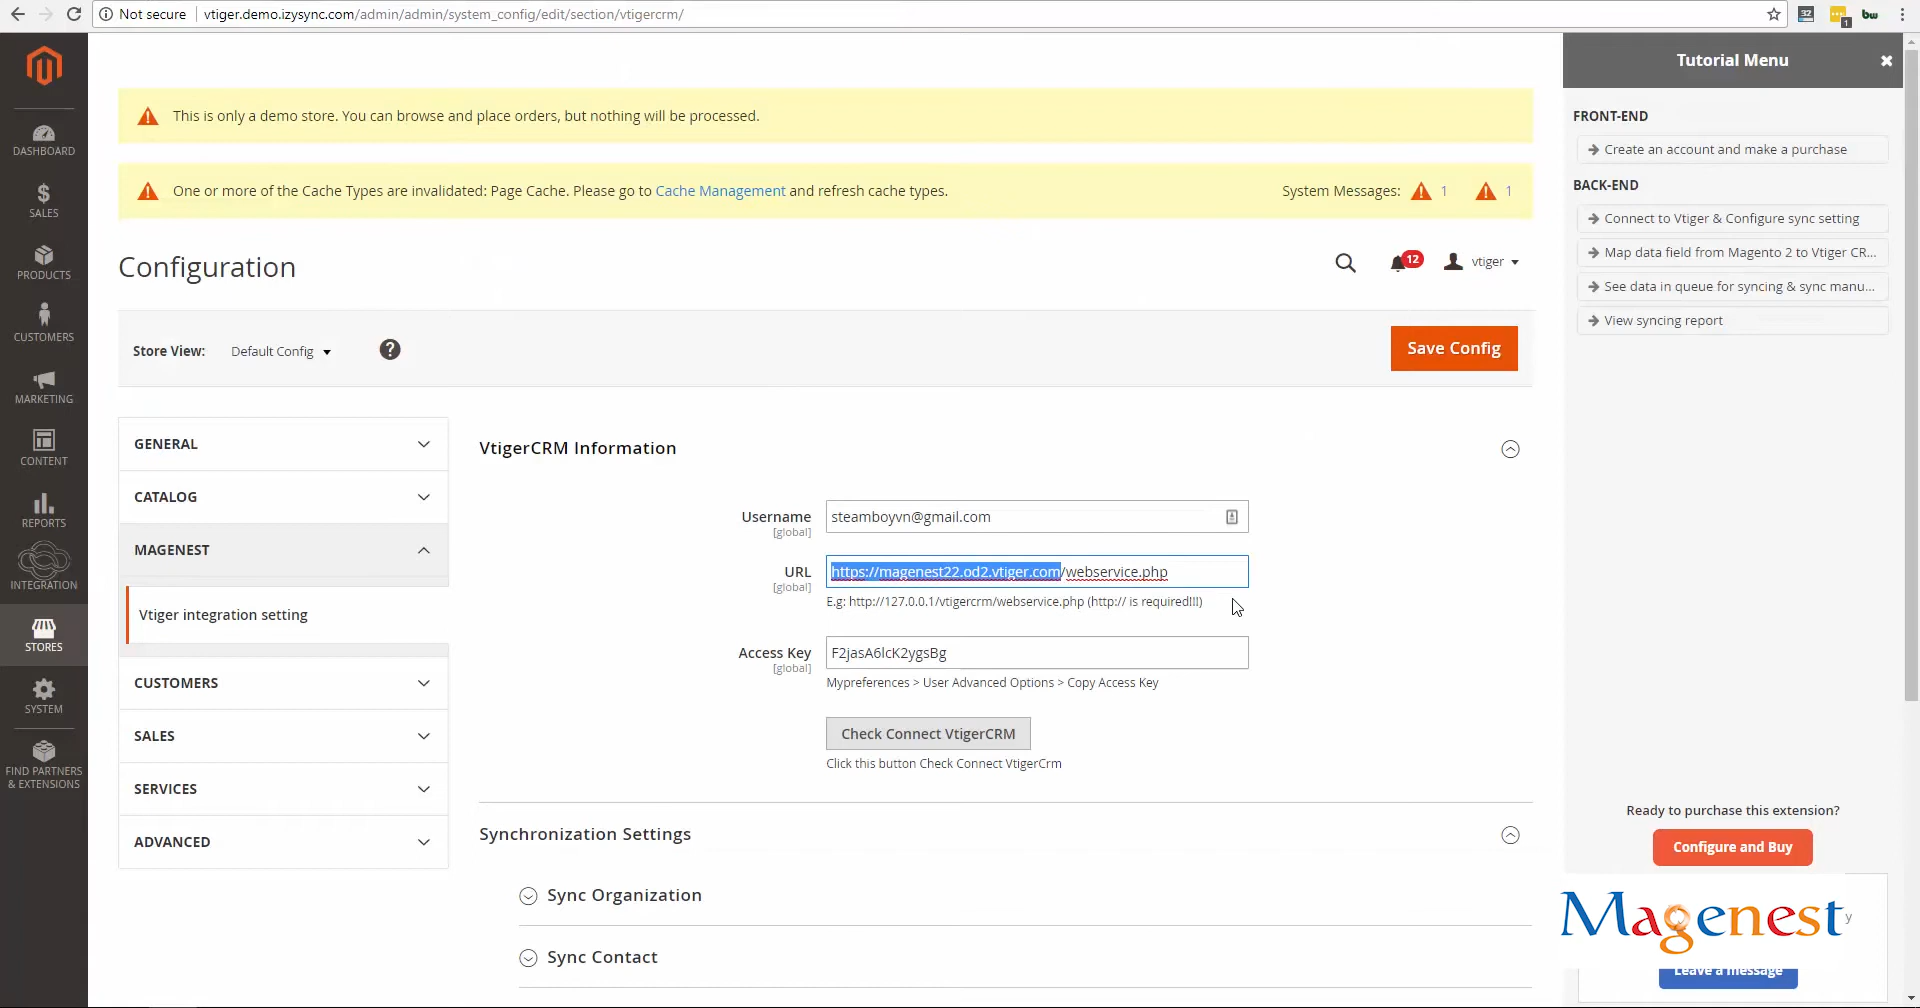 Not secure
vtiger.demo.izysync.com/admin/admin/system_config/edit/section/vtigercrm/
32
1
bw
DASHBOARD
SALES
PRODUCTS
CUSTOMERS
MARKETING
CONTENT
REPORTS
INTEGRATION
STORES
SYSTEM
FIND PARTNERS
& EXTENSIONS
This is only a demo store. You can browse and place orders, but nothing will be processed.
One or more of the Cache Types are invalidated: Page Cache. Please go to Cache Management and refresh cache types.
System Messages: 1 1
Configuration
12
vtiger
Store View: Default Config
?
Save Config
GENERAL
CATALOG
MAGENEST
Vtiger integration setting
CUSTOMERS
SALES
SERVICES
ADVANCED
VtigerCRM Information
Username
[global]
steamboyvn@gmail.com
URL
[global]
https://magenest22.od2.vtiger.com/webservice.php
E.g: http://127.0.0.1/vtigercrm/webservice.php (http:// is required!!!)
Access Key
[global]
F2jasA6lcK2ygsBg
Mypreferences > User Advanced Options > Copy Access Key
Check Connect VtigerCRM
Click this button Check Connect VtigerCrm
Synchronization Settings
Sync Organization
Sync Contact
Tutorial Menu
FRONT-END
Create an account and make a purchase
BACK-END
Connect to Vtiger & Configure sync setting
Map data field from Magento 2 to Vtiger CR...
See data in queue for syncing & sync manu...
View syncing report
Ready to purchase this extension?
Configure and Buy
Magenest
y
Leave a message